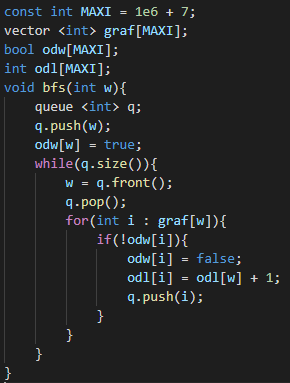 const int MAXI = 1e6 + 7;
vector <int> graf[MAXI];
bool odw[MAXI];
int odl[MAXI];
void bfs(int w){
    queue <int> q;
    q.push(w);
    odw[w] = true;
    while(q.size()){
        w = q.front();
        q.pop();
        for(int i : graf[w]){
            if(!odw[i]){
                odw[i] = false;
                odl[i] = odl[w] + 1;
                q.push(i);
            }
        }
    }
}